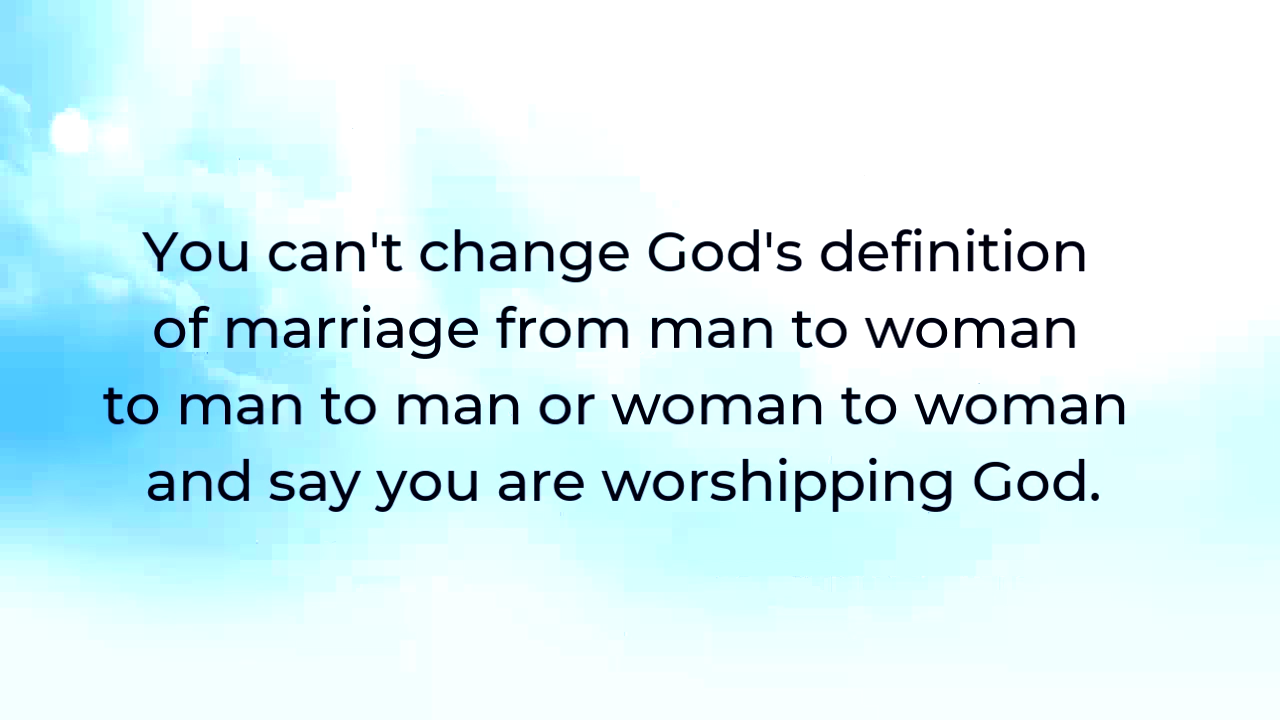 You can't change God's definition
of marriage from man to woman
to man to man or woman to woman
and say you are worshipping God.